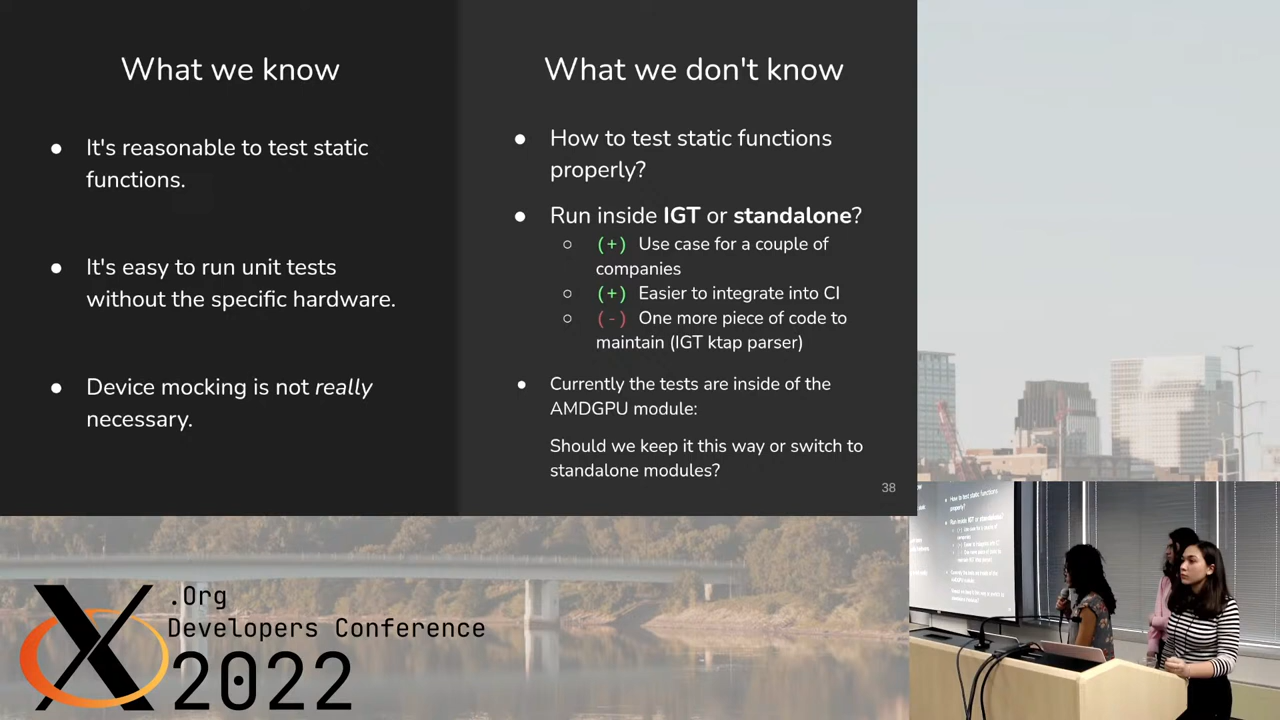 What we know
● It's reasonable to test static
functions.
● It's easy to run unit tests
without the specific hardware.
● Device mocking is not really
necessary.
What we don't know
● How to test static functions
properly?
● Run inside IGT or standalone?
○ (+) Use case for a couple of
companies
○ (+) Easier to integrate into CI
○ (-) One more piece of code to
maintain (IGT ktap parser)
● Currently the tests are inside of the
AMDGPU module:
Should we keep it this way or switch to
standalone modules?
38
X.Org
Developers Conference
2022